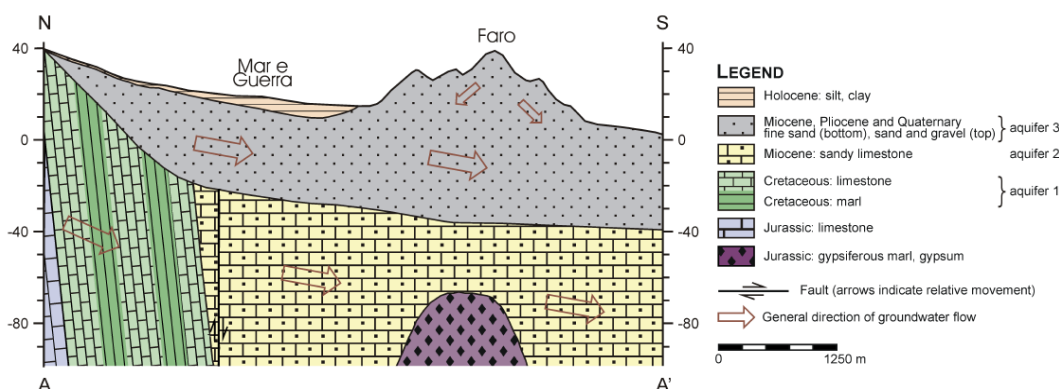 N
S
Faro
Mar e
Guerra
40
0
-40
-80
40
0
-40
-80
A
A'
LEGEND
Holocene: silt, clay
Miocene, Pliocene and Quaternary
fine sand (bottom), sand and gravel (top)
aquifer 3
Miocene: sandy limestone
aquifer 2
Cretaceous: limestone
Cretaceous: marl
aquifer 1
Jurassic: limestone
Jurassic: gypsiferous marl, gypsum
Fault (arrows indicate relative movement)
General direction of groundwater flow
0
1250 m